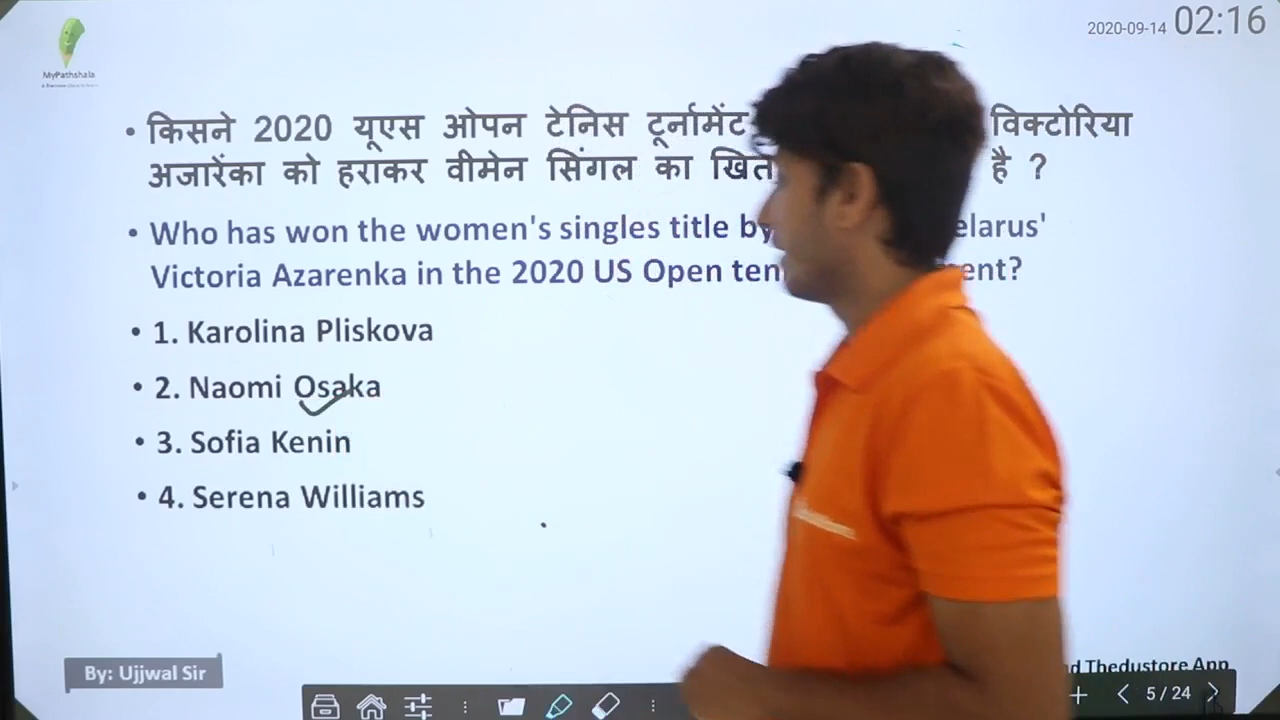 MyPathshala
2020-09-14 02:16
• किसने 2020 यूएस ओपन टेनिस टूर्नामेंट विक्टोरिया
अजारेंका को हराकर वीमेन सिंगल का खित है ?
• Who has won the women's singles title by elarus'
Victoria Azarenka in the 2020 US Open ten ent?
• 1. Karolina Pliskova
• 2. Naomi Osaka
• 3. Sofia Kenin
• 4. Serena Williams
By: Ujjwal Sir
d Thedustore App
5 / 24